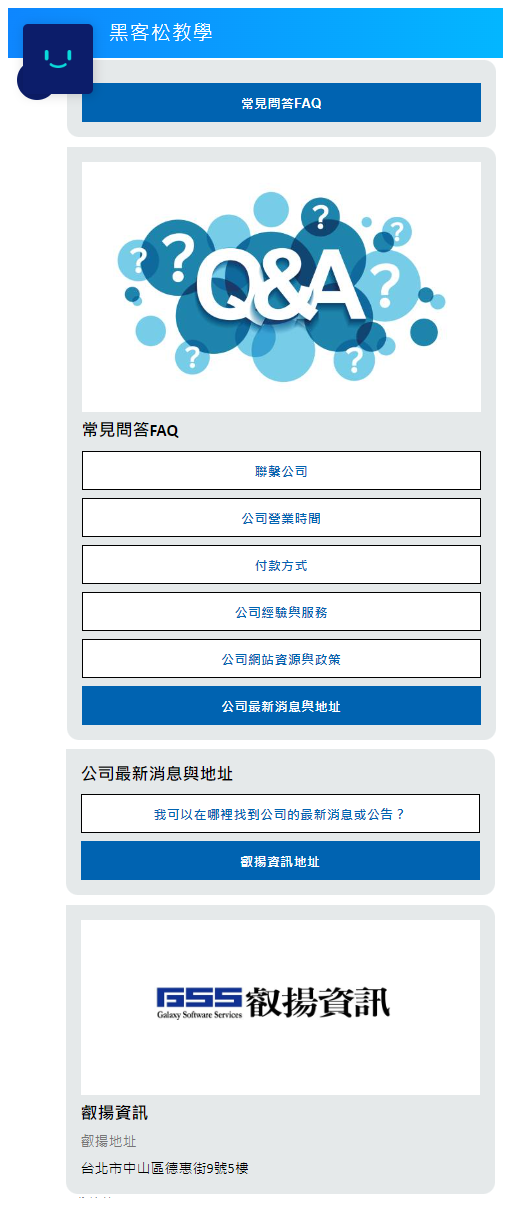 黑客松教學
常見問答FAQ
? ? ? ? ? ?
Q&A
常見問答FAQ
聯繫公司
公司營業時間
付款方式
公司經驗與服務
公司網站資源與政策
公司最新消息與地址
公司最新消息與地址
我可以在哪裡找到公司的最新消息或公告？
叡揚資訊地址
GSS 叡揚資訊
Galaxy Software Services
叡揚資訊
叡揚地址
台北市中山區德惠街9號5樓